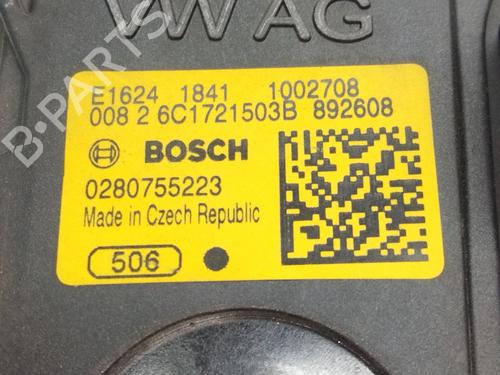 VW AG
E1624 1841 1002708
008 2 6C1721503B 892608
BOSCH
0280755223
Made in Czech Republic
506
B-PARTS